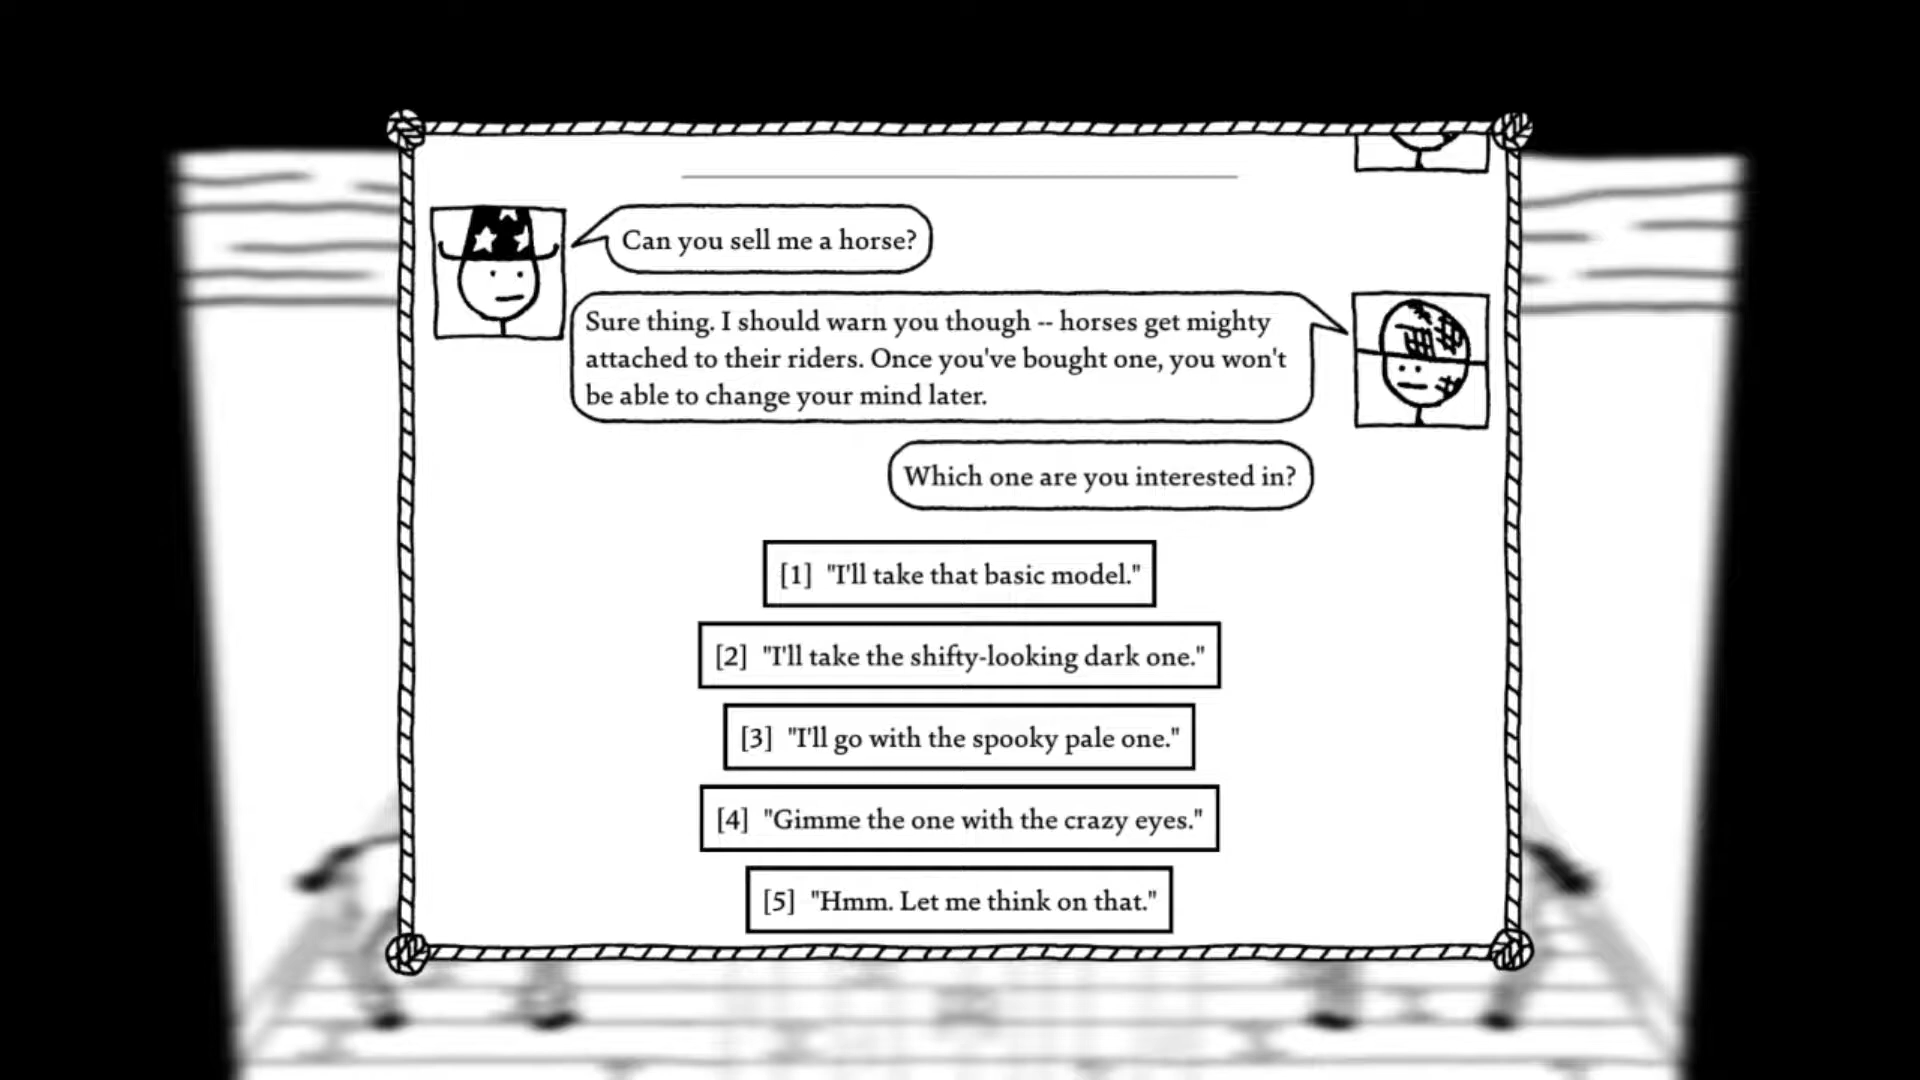 Can you sell me a horse?
Sure thing. I should warn you though -- horses get mighty
attached to their riders. Once you've bought one, you won't
be able to change your mind later.
Which one are you interested in?
[1] "I'll take that basic model."
[2] "I'll take the shifty-looking dark one."
[3] "I'll go with the spooky pale one."
[4] "Gimme the one with the crazy eyes."
[5] "Hmm. Let me think on that."